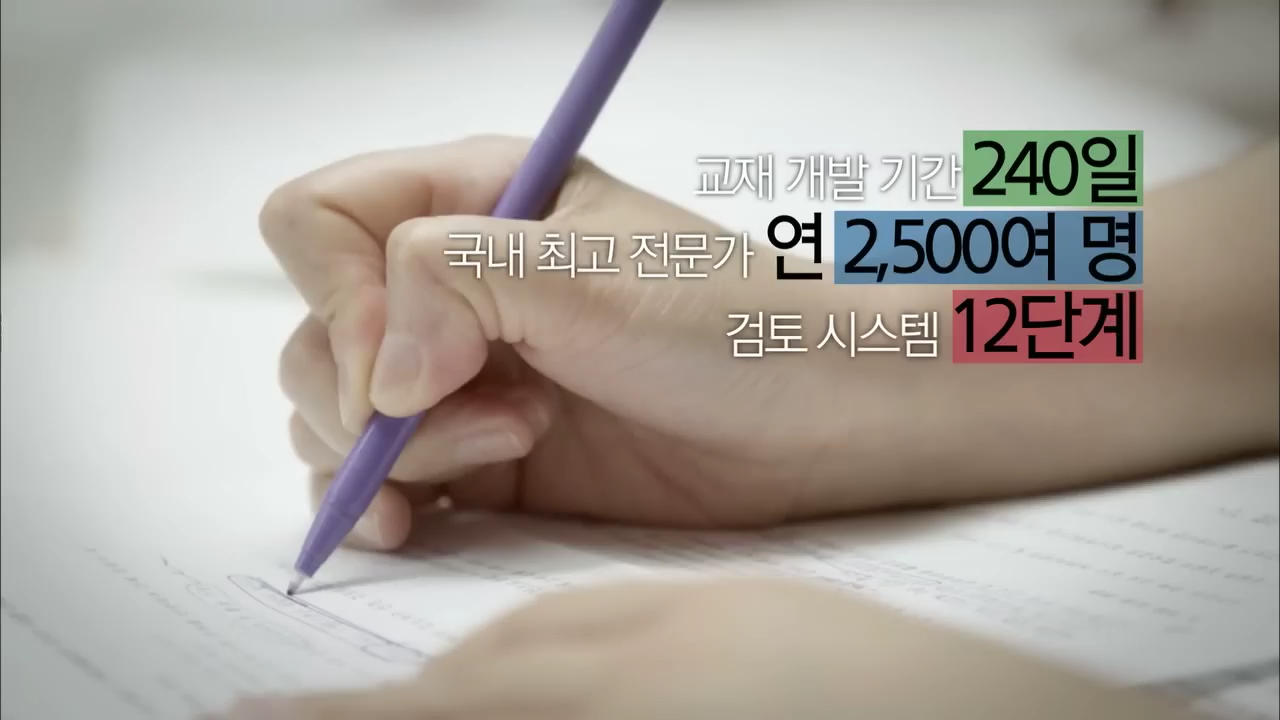 교재 개발 기간 240일
국내 최고 전문가 연 2,500여 명
검토 시스템 12단계